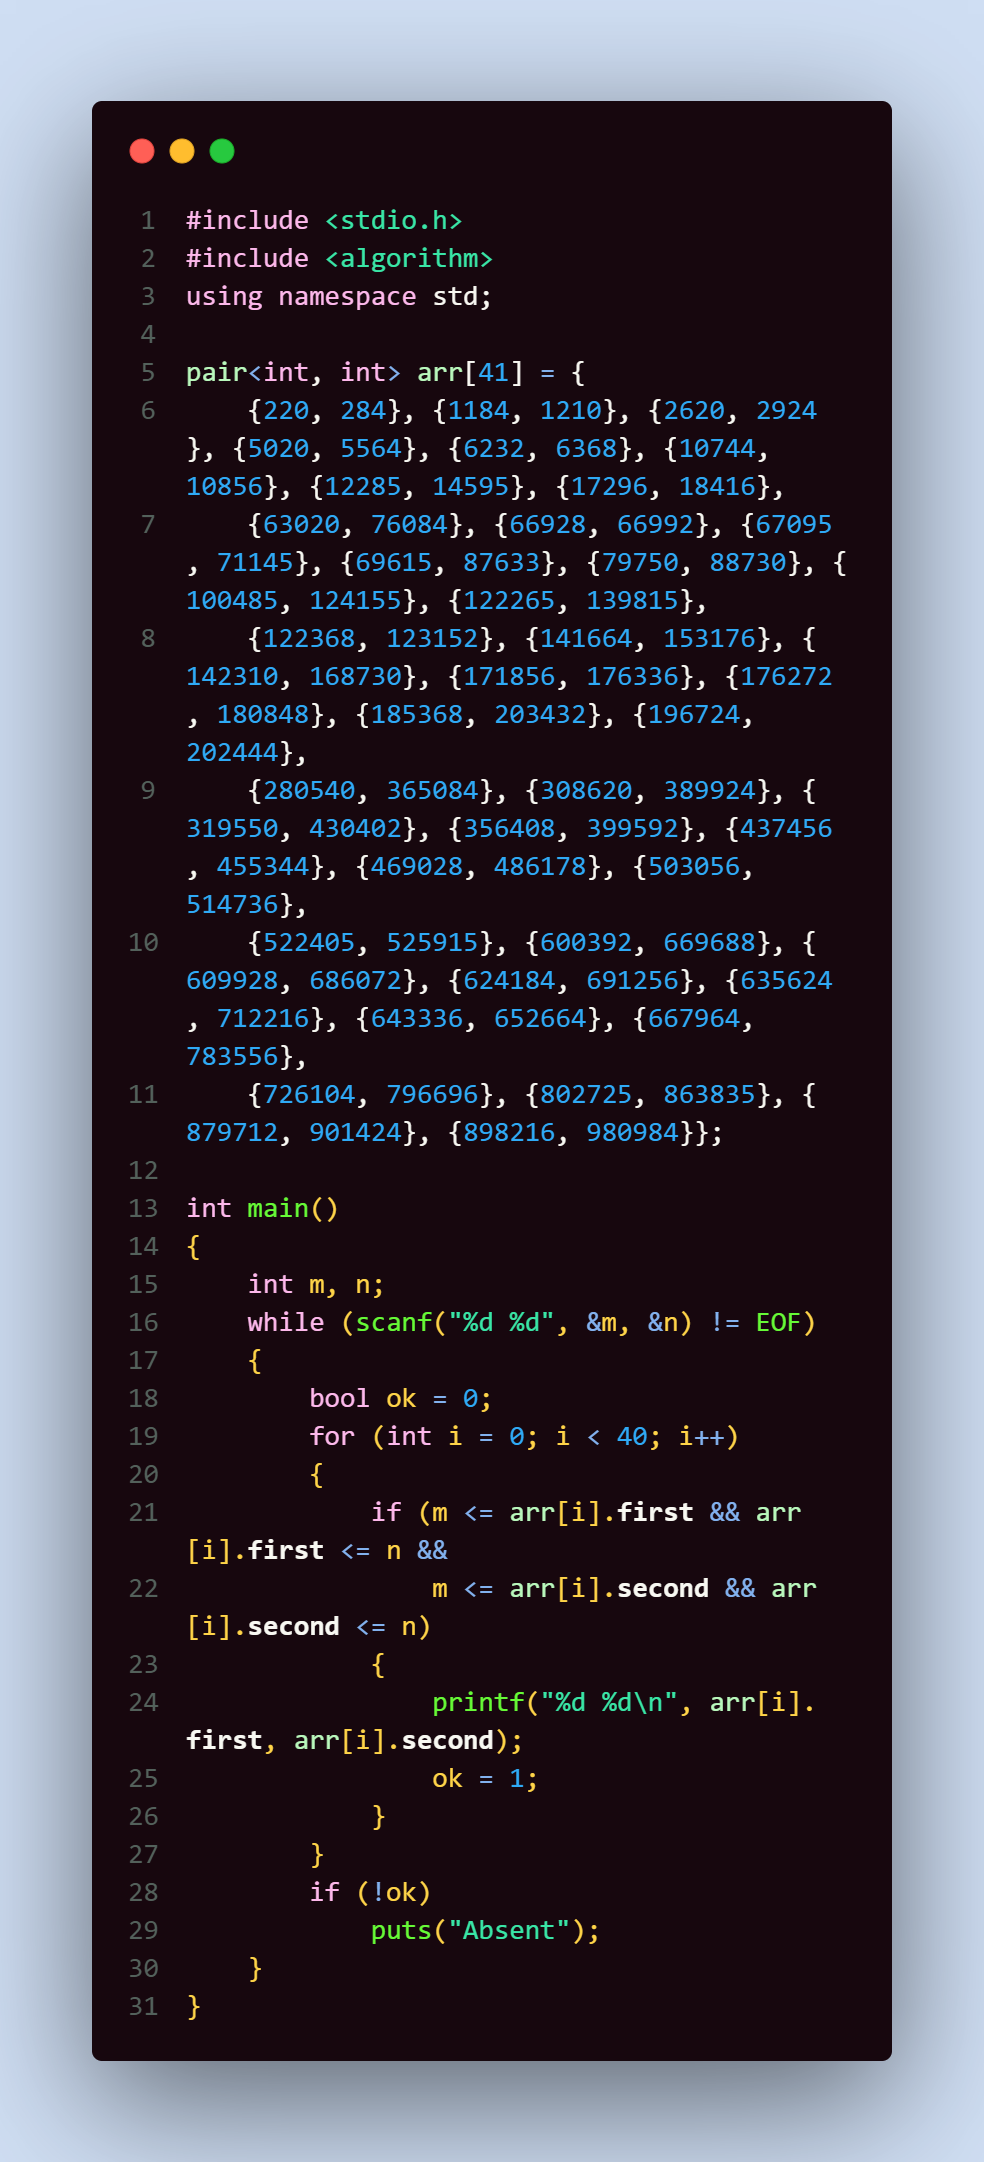 1 #include <stdio.h>
2 #include <algorithm>
3 using namespace std;
4
5 pair<int, int> arr[41] = {
6     {220, 284}, {1184, 1210}, {2620, 2924
}, {5020, 5564}, {6232, 6368}, {10744,
10856}, {12285, 14595}, {17296, 18416},
7     {63020, 76084}, {66928, 66992}, {67095
, 71145}, {69615, 87633}, {79750, 88730}, {
100485, 124155}, {122265, 139815},
8     {122368, 123152}, {141664, 153176}, {
142310, 168730}, {171856, 176336}, {176272
, 180848}, {185368, 203432}, {196724,
202444},
9     {280540, 365084}, {308620, 389924}, {
319550, 430402}, {356408, 399592}, {437456
, 455344}, {469028, 486178}, {503056,
514736},
10     {522405, 525915}, {600392, 669688}, {
609928, 686072}, {624184, 691256}, {635624
, 712216}, {643336, 652664}, {667964,
783556},
11     {726104, 796696}, {802725, 863835}, {
879712, 901424}, {898216, 980984}};
12
13 int main()
14 {
15     int m, n;
16     while (scanf("%d %d", &m, &n) != EOF)
17     {
18         bool ok = 0;
19         for (int i = 0; i < 40; i++)
20         {
21             if (m <= arr[i].first && arr
[i].first <= n &&
22                 m <= arr[i].second && arr
[i].second <= n)
23             {
24                 printf("%d %d\n", arr[i].
first, arr[i].second);
25                 ok = 1;
26             }
27         }
28         if (!ok)
29             puts("Absent");
30     }
31 }